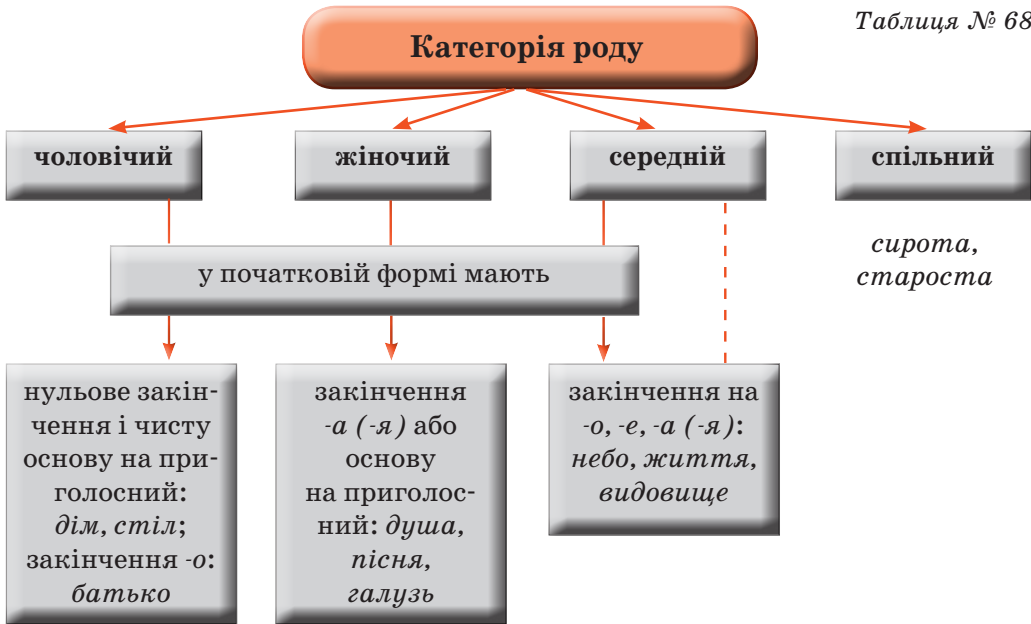 Таблиця № 68
Категорія роду
чоловічий
жіночий
середній
спільний
у початковій формі мають
сирота,
староста
нульове закін-
чення і чисту
основу на при-
голосний:
дім, стіл;
закінчення -о:
батько
закінчення
-а (-я) або
основу
на приголос-
ний: душа,
пісня,
галузь
закінчення на
-о, -е, -а (-я):
небо, життя,
видовище